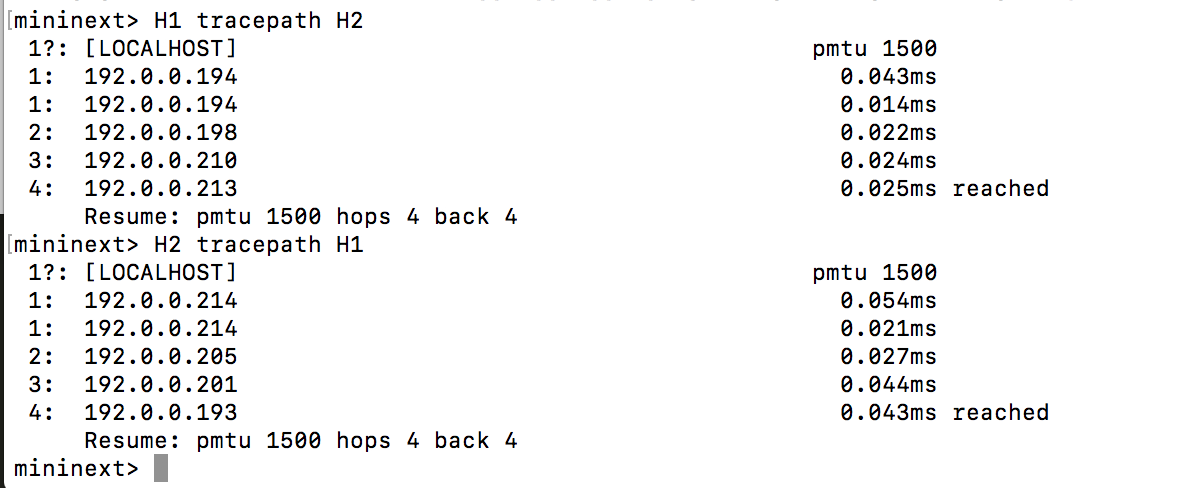 [mininext> H1 tracepath H2
1?: [LOCALHOST] pmtu 1500
1: 192.0.0.194 0.043ms
1: 192.0.0.194 0.014ms
2: 192.0.0.198 0.022ms
3: 192.0.0.210 0.024ms
4: 192.0.0.213 0.025ms reached
Resume: pmtu 1500 hops 4 back 4
[mininext> H2 tracepath H1
1?: [LOCALHOST] pmtu 1500
1: 192.0.0.214 0.054ms
1: 192.0.0.214 0.021ms
2: 192.0.0.205 0.027ms
3: 192.0.0.201 0.044ms
4: 192.0.0.193 0.043ms reached
Resume: pmtu 1500 hops 4 back 4
mininext>